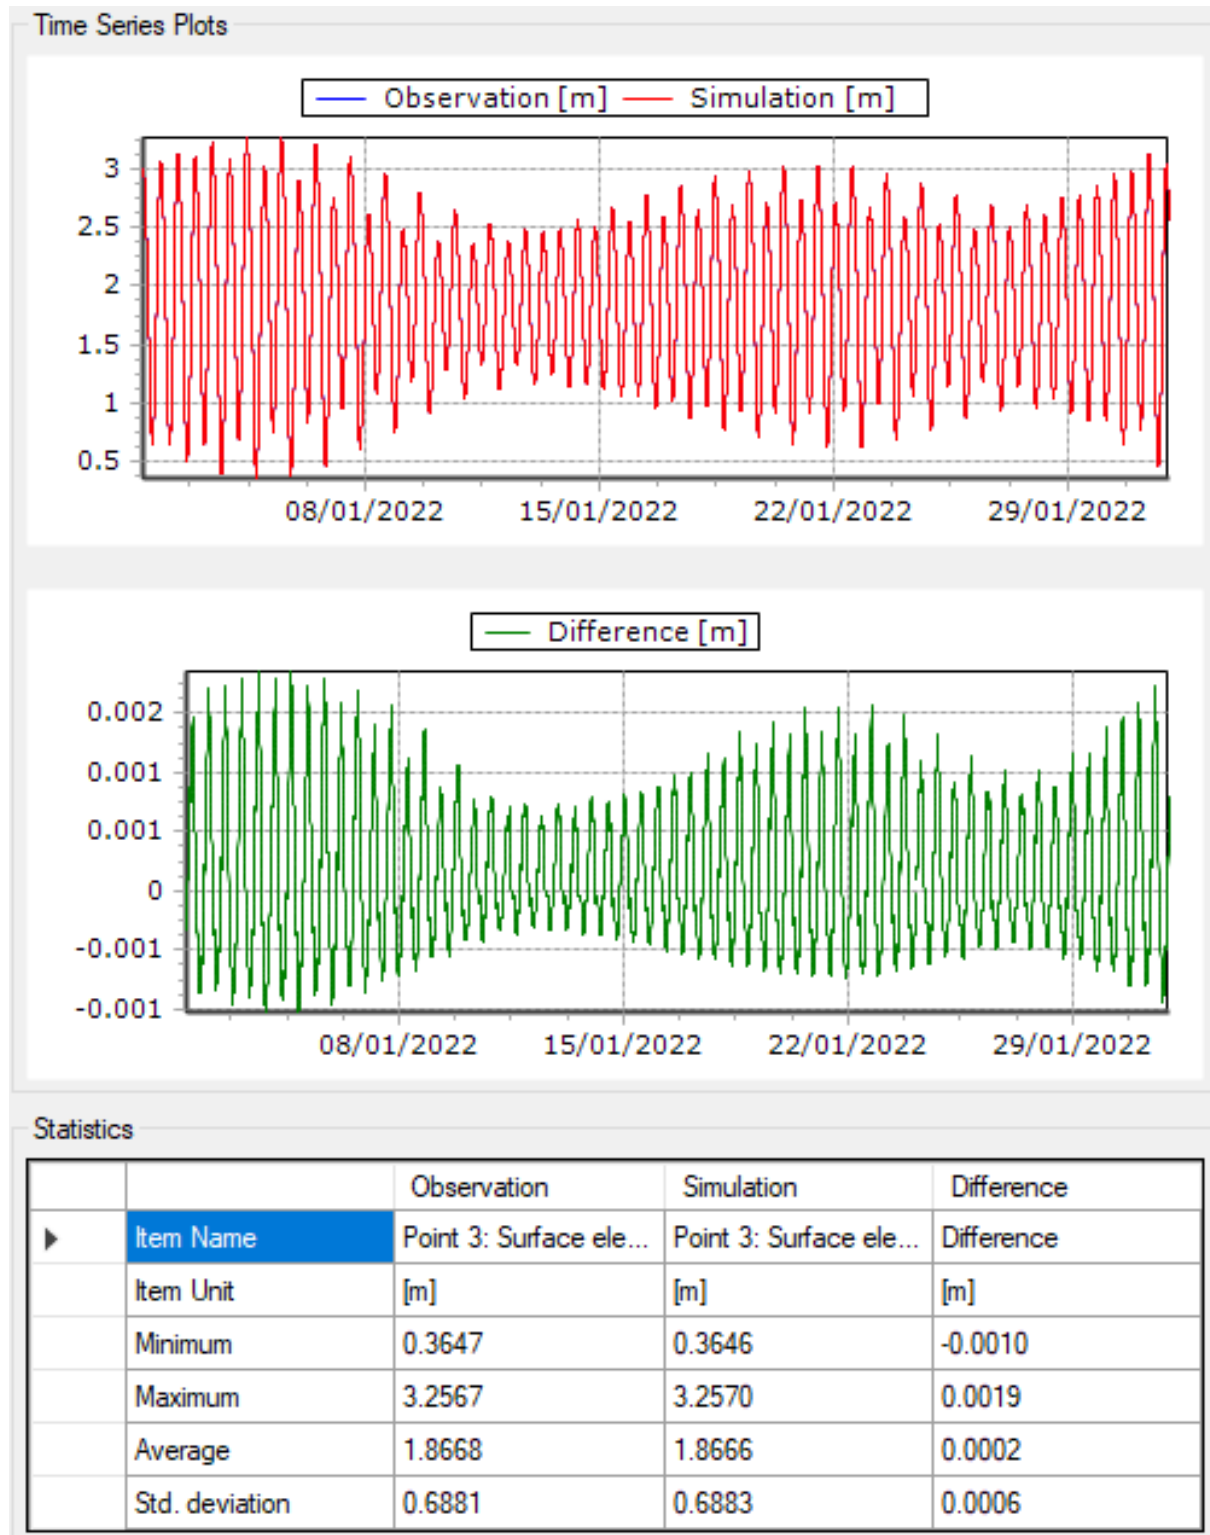 Time Series Plots
Observation [m] Simulation [m]
3
2.5
2
1.5
1
0.5
08/01/2022 15/01/2022 22/01/2022 29/01/2022
Difference [m]
0.002
0.001
0.001
0
-0.001
-0.001
08/01/2022 15/01/2022 22/01/2022 29/01/2022
Statistics
Observation Simulation Difference
Item Name Point 3: Surface ele... Point 3: Surface ele... Difference
Item Unit [m] [m] [m]
Minimum 0.3647 0.3646 -0.0010
Maximum 3.2567 3.2570 0.0019
Average 1.8668 1.8666 0.0002
Std. deviation 0.6881 0.6883 0.0006